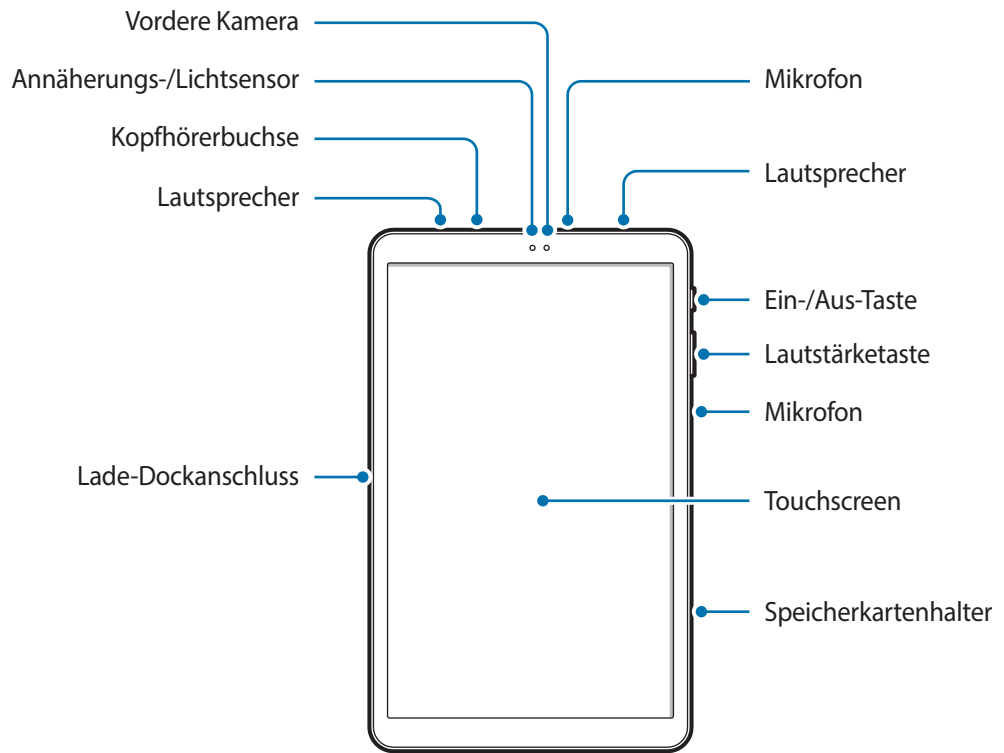 Vordere Kamera
Annäherungs-/Lichtsensor
Kopfhörerbuchse
Lautsprecher
Lade-Dockanschluss
Mikrofon
Lautsprecher
Ein-/Aus-Taste
Lautstärketaste
Mikrofon
Touchscreen
Speicherkartenhalter